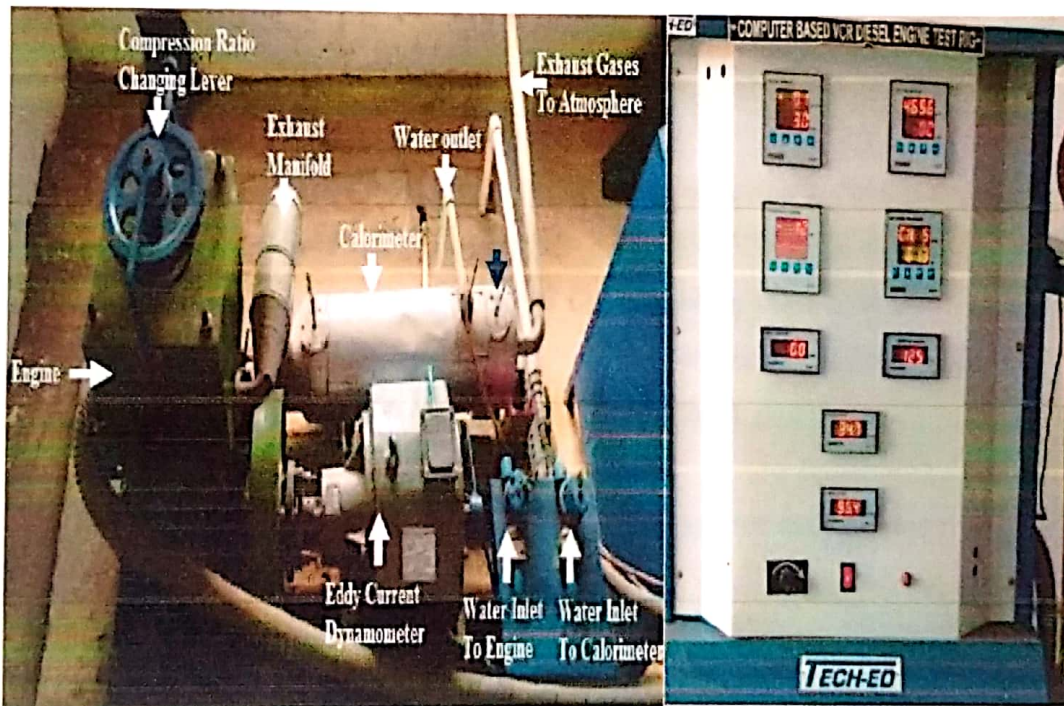 Compression Ratio
Changing Lever
Exhaust
Manifold
Water outlet
Exhaust Gases
To Atmosphere
Calorimeter
Engine
Eddy Current
Dynamometer
Water Inlet
To Engine
Water Inlet
To Calorimeter
-ED
COMPUTER BASED VCR DIESEL ENGINE TEST RIG
TECH-ED